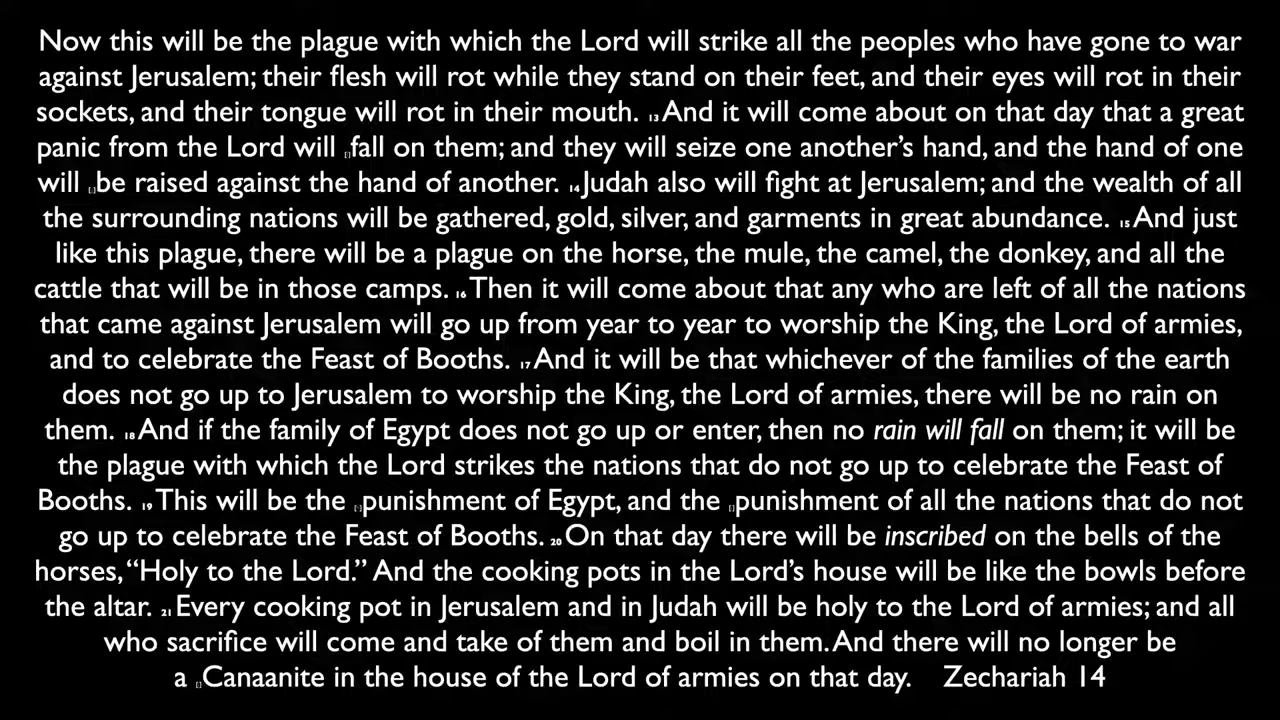 Now this will be the plague with which the Lord will strike all the peoples who have gone to war
against Jerusalem; their flesh will rot while they stand on their feet, and their eyes will rot in their
sockets, and their tongue will rot in their mouth. 13 And it will come about on that day that a great
panic from the Lord will []fall on them; and they will seize one another’s hand, and the hand of one
will []be raised against the hand of another. 14 Judah also will fight at Jerusalem; and the wealth of all
the surrounding nations will be gathered, gold, silver, and garments in great abundance. 15 And just
like this plague, there will be a plague on the horse, the mule, the camel, the donkey, and all the
cattle that will be in those camps. 16 Then it will come about that any who are left of all the nations
that came against Jerusalem will go up from year to year to worship the King, the Lord of armies,
and to celebrate the Feast of Booths. 17 And it will be that whichever of the families of the earth
does not go up to Jerusalem to worship the King, the Lord of armies, there will be no rain on
them. 18 And if the family of Egypt does not go up or enter, then no rain will fall on them; it will be
the plague with which the Lord strikes the nations that do not go up to celebrate the Feast of
Booths. 19 This will be the []punishment of Egypt, and the []punishment of all the nations that do not
go up to celebrate the Feast of Booths. 20 On that day there will be inscribed on the bells of the
horses, “Holy to the Lord.” And the cooking pots in the Lord’s house will be like the bowls before
the altar. 21 Every cooking pot in Jerusalem and in Judah will be holy to the Lord of armies; and all
who sacrifice will come and take of them and boil in them. And there will no longer be
a []Canaanite in the house of the Lord of armies on that day. Zechariah 14